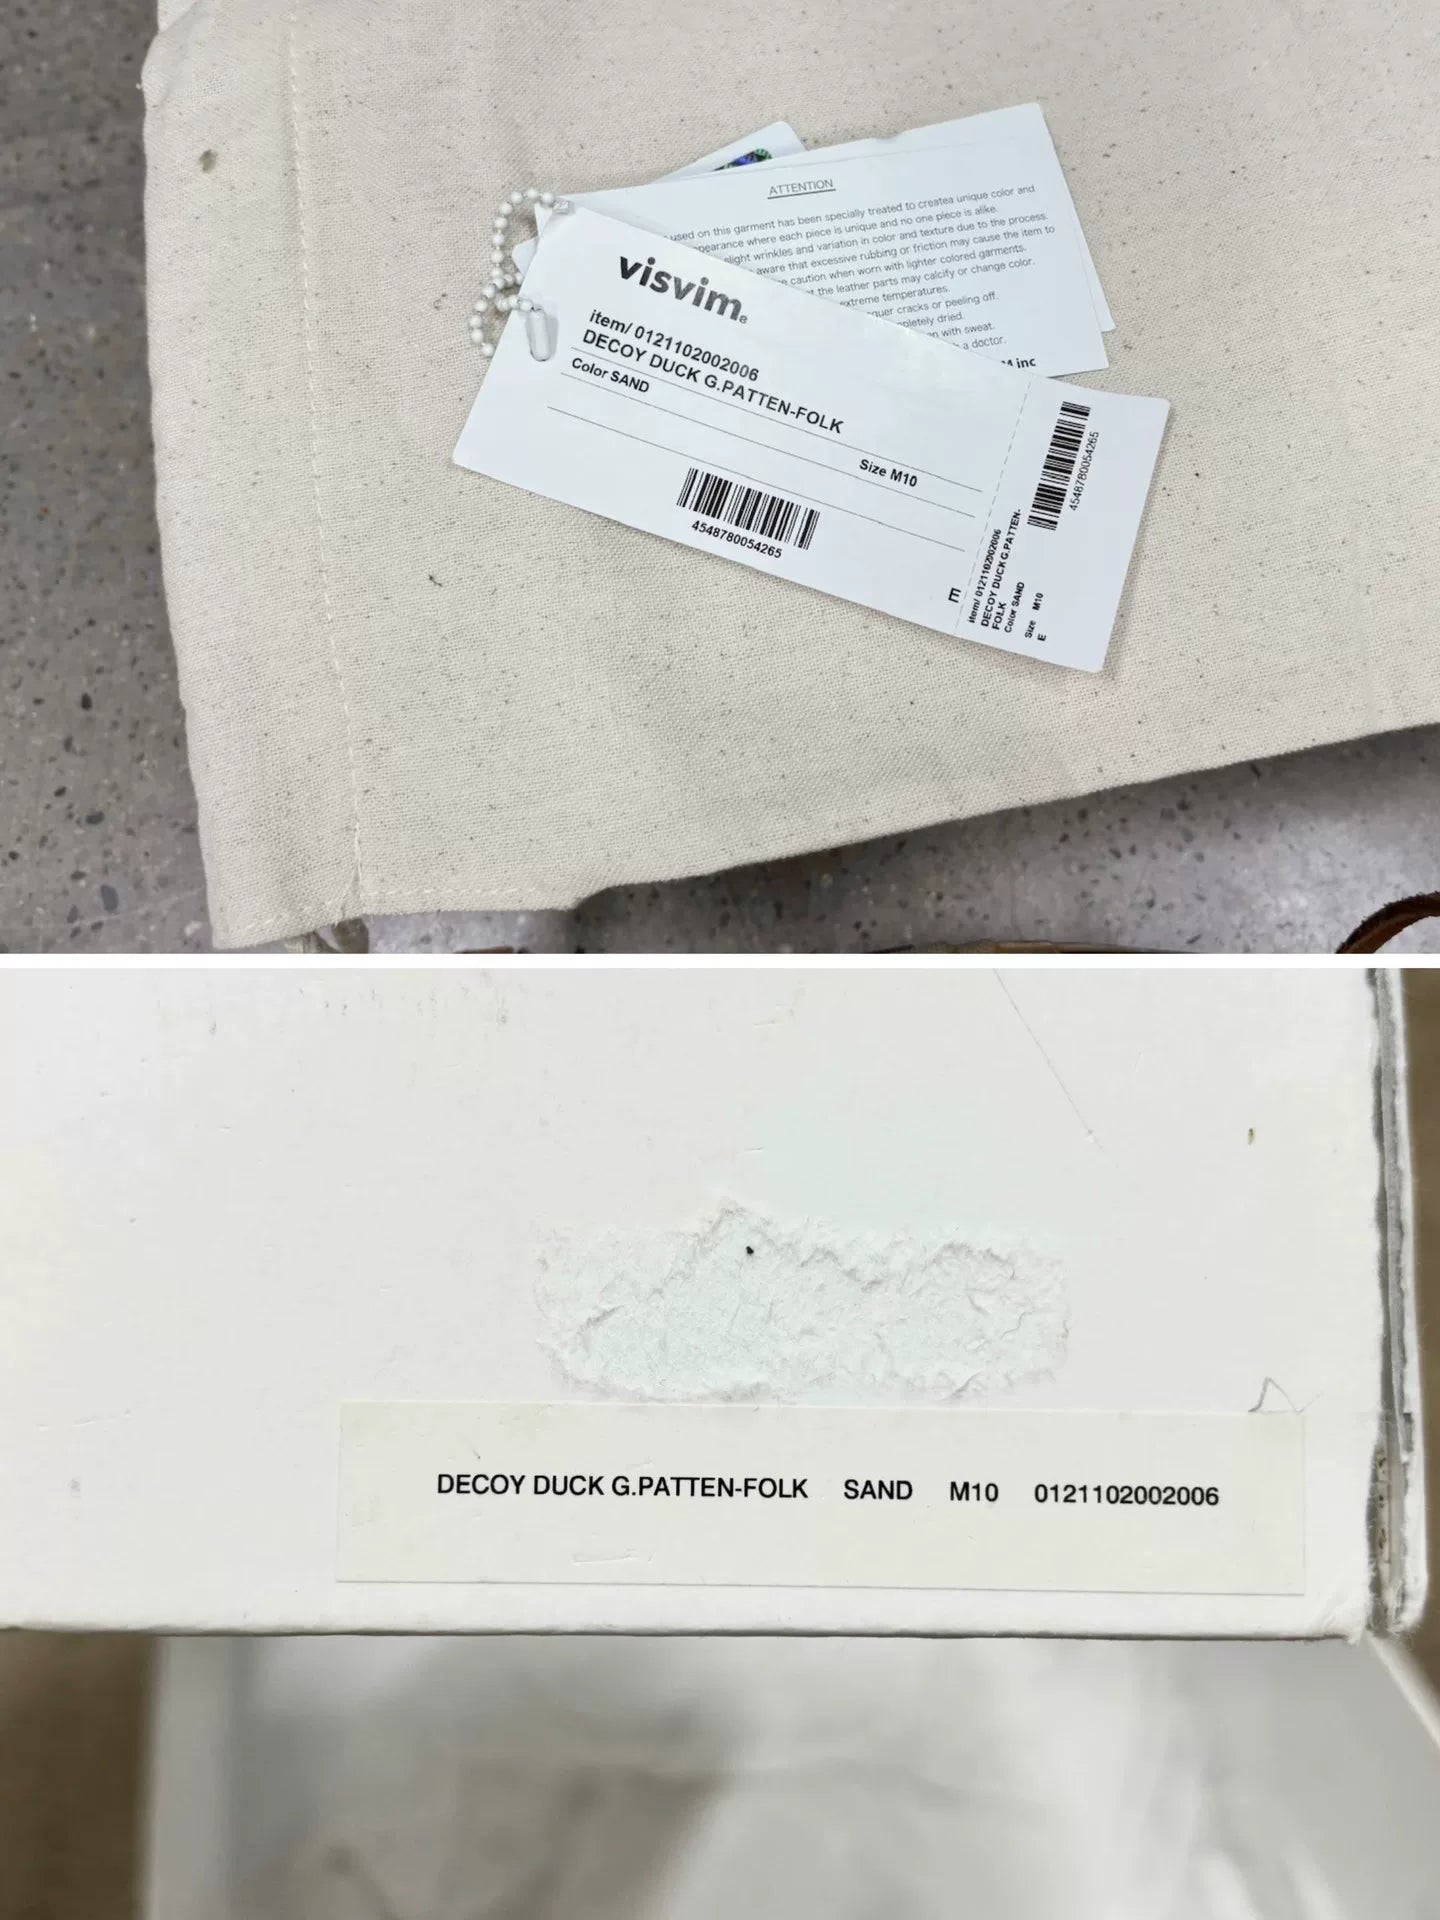 ATTENTION
used on this garment has been specially treated to createa unique color and
appearance where each piece is unique and no one piece is alike.
slight wrinkles and variation in color and texture due to the process.
aware that excessive rubbing or friction may cause the item to
caution when worn with lighter colored garments.
the leather parts may calcify or change color.
extreme temperatures.
cracks or peeling off.
completely dried.
with sweat.
a doctor.
inc
visvim®
item/ 0121102002006
DECOY DUCK G.PATTEN-FOLK
Color SAND
Size M10
4548780054265
E
item/ 0121102002006
DECOY DUCK G.PATTEN-
FOLK
Color SAND
Size M10
E
4548780054265
DECOY DUCK G.PATTEN-FOLK SAND M10 0121102002006